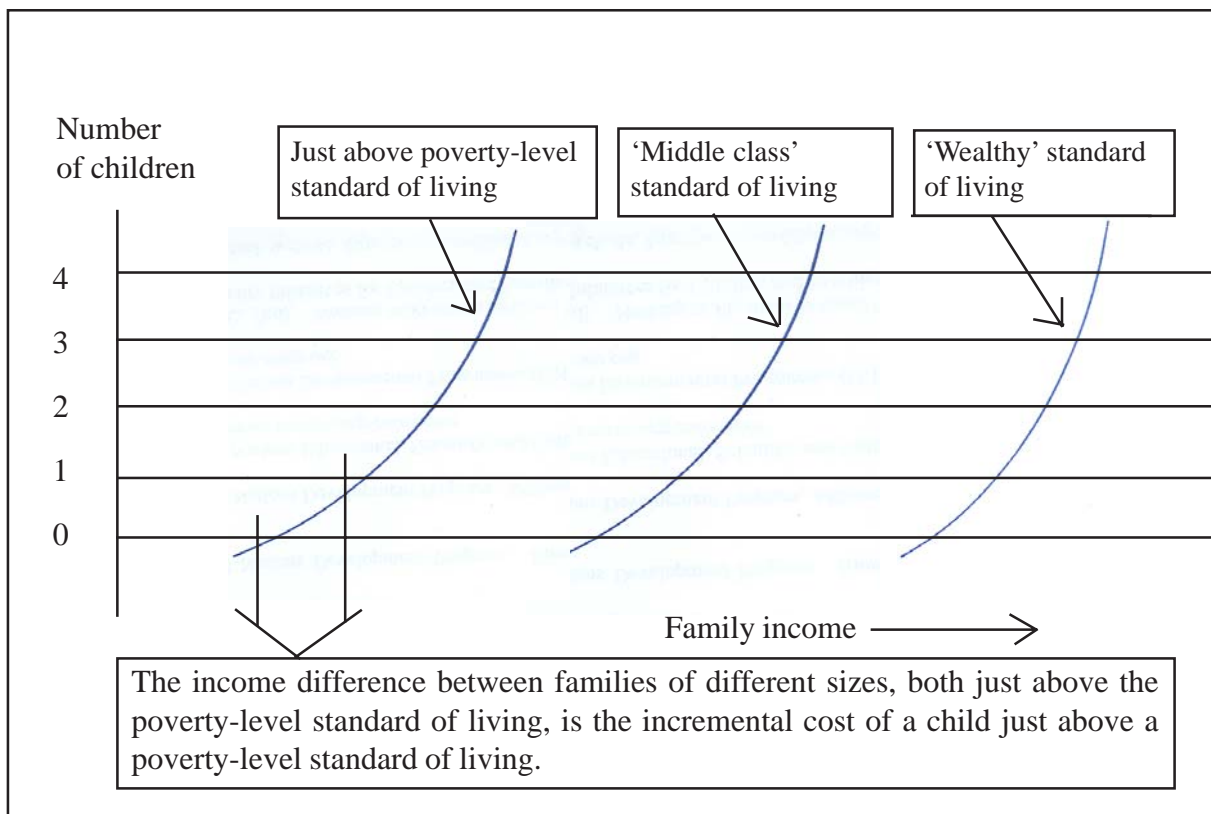 Number
of children
Just above poverty-level
standard of living
‘Middle class’
standard of living
‘Wealthy’ standard
of living
4
3
2
1
0
Family income
The income difference between families of different sizes, both just above the
poverty-level standard of living, is the incremental cost of a child just above a
poverty-level standard of living.